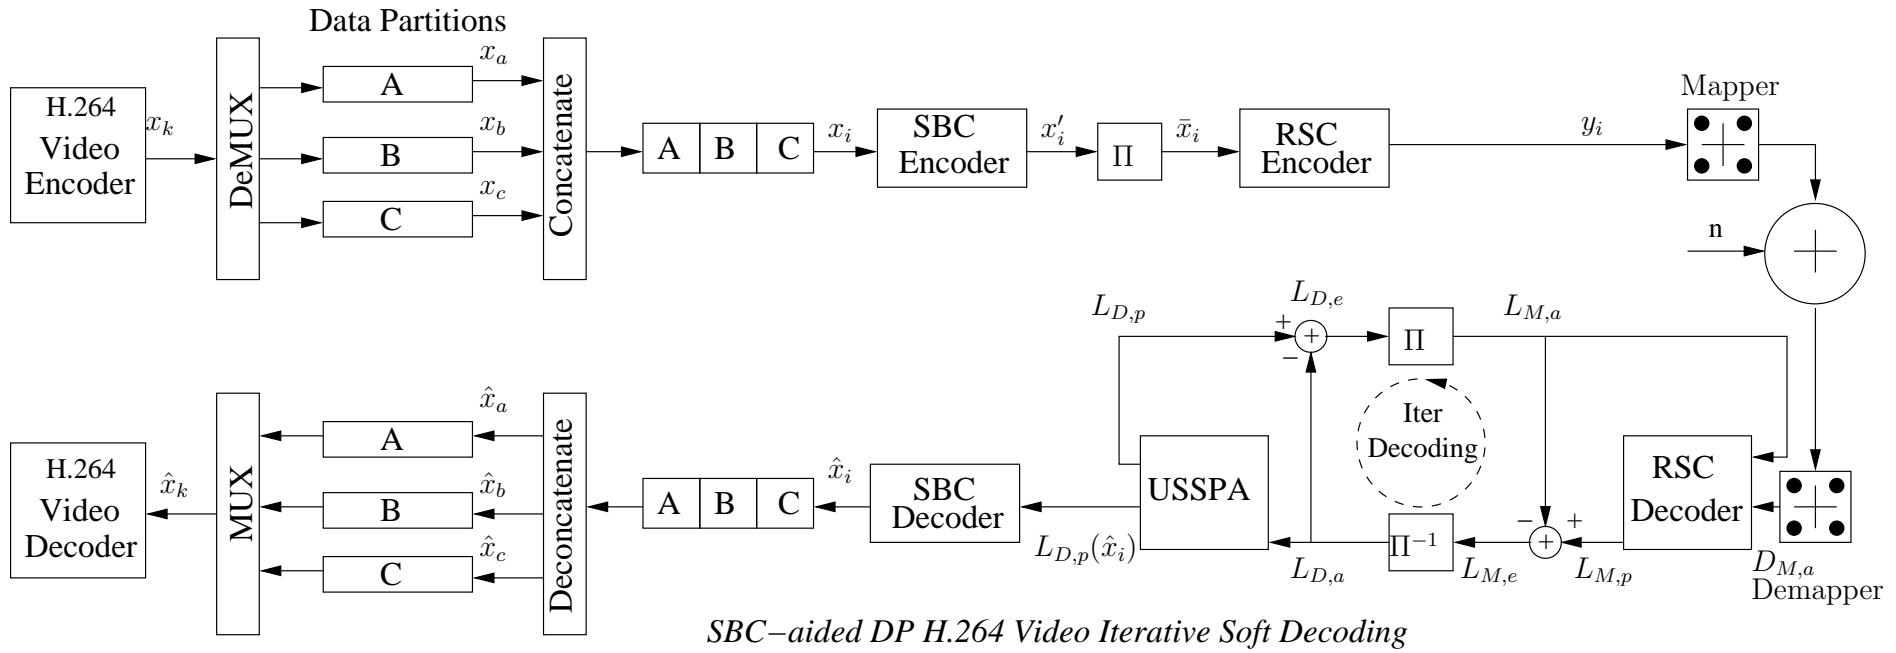 Data Partitions
H.264
Video
Encoder
x_k
DeMUX
A
B
C
x_a
x_b
x_c
Concatenate
A B C
x_i
SBC
Encoder
x'_i
Π
x̄_i
RSC
Encoder
y_i
Mapper
n
+
L_{D,p}
+
−
+
L_{D,e}
Π
L_{M,a}
Iter
Decoding
H.264
Video
Decoder
x̂_k
MUX
A
B
C
x̂_a
x̂_b
x̂_c
Deconcatenate
A B C
x̂_i
SBC
Decoder
L_{D,p}(x̂_i)
USSPA
L_{D,a}
Π^{−1}
L_{M,e}
−
+
+
L_{M,p}
RSC
Decoder
D_{M,a}
Demapper
SBC−aided DP H.264 Video Iterative Soft Decoding